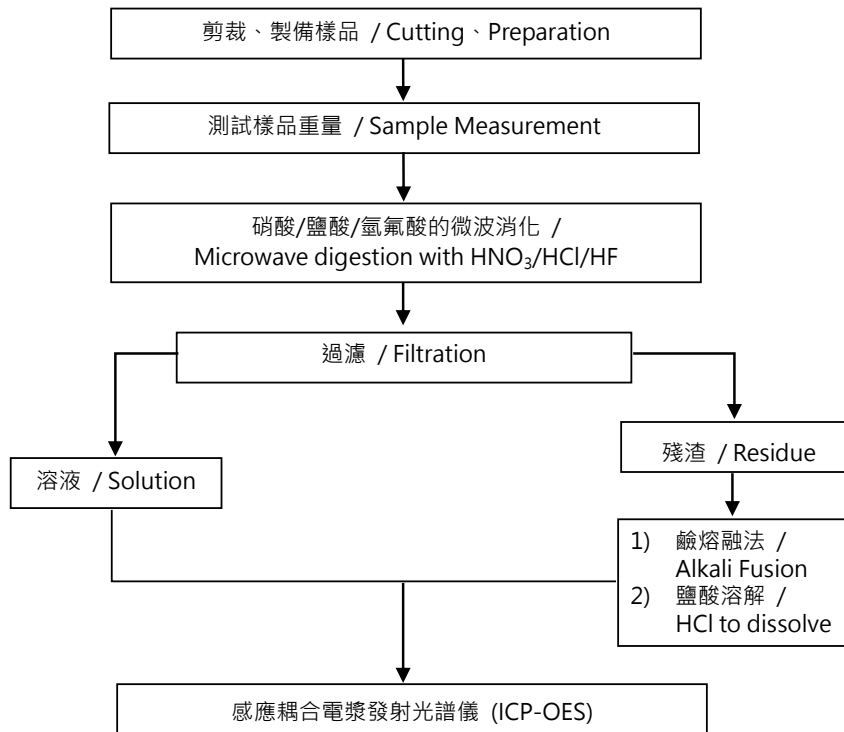 剪裁、製備樣品 / Cutting、Preparation
測試樣品重量 / Sample Measurement
硝酸/鹽酸/氫氟酸的微波消化 /
Microwave digestion with HNO₃/HCl/HF
過濾 / Filtration
溶液 / Solution
殘渣 / Residue
1) 鹼熔融法 /
Alkali Fusion
2) 鹽酸溶解 /
HCl to dissolve
感應耦合電漿發射光譜儀 (ICP-OES)